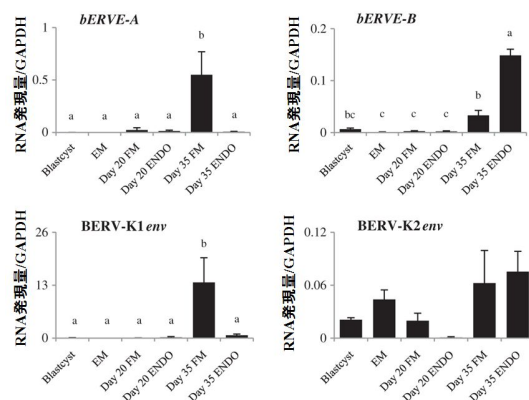 bERVE-A
RNA発現量/GAPDH
1
0.5
0
a
a
a
a
b
a
Blastcyst
EM
Day 20 FM
Day 20 ENDO
Day 35 FM
Day 35 ENDO
bERVE-B
RNA発現量/GAPDH
0.2
0.1
0
bc
c
c
c
b
a
Blastcyst
EM
Day 20 FM
Day 20 ENDO
Day 35 FM
Day 35 ENDO
BERV-K1env
RNA発現量/GAPDH
26
13
0
a
a
a
a
b
a
Blastcyst
EM
Day 20 FM
Day 20 ENDO
Day 35 FM
Day 35 ENDO
BERV-K2env
RNA発現量/GAPDH
0.12
0.06
0
Blastcyst
EM
Day 20 FM
Day 20 ENDO
Day 35 FM
Day 35 ENDO